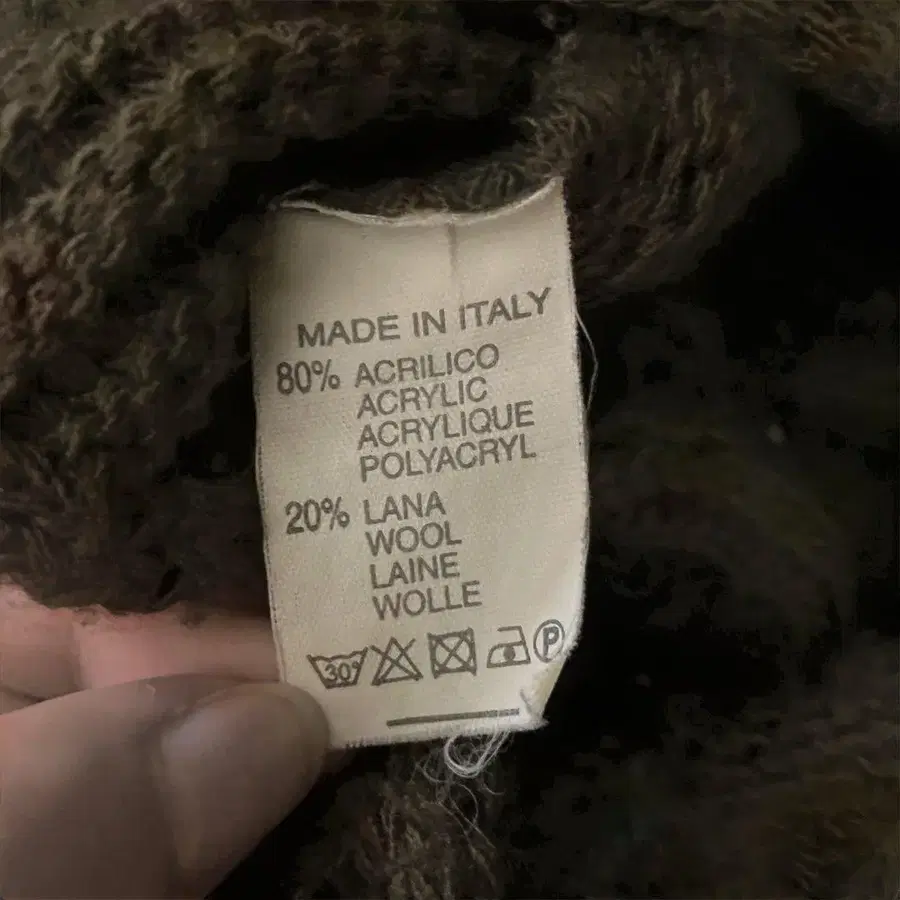 MADE IN ITALY
80% ACRILICO
ACRYLIC
ACRYLIQUE
POLYACRYL
20% LANA
WOOL
LAINE
WOLLE
30° P